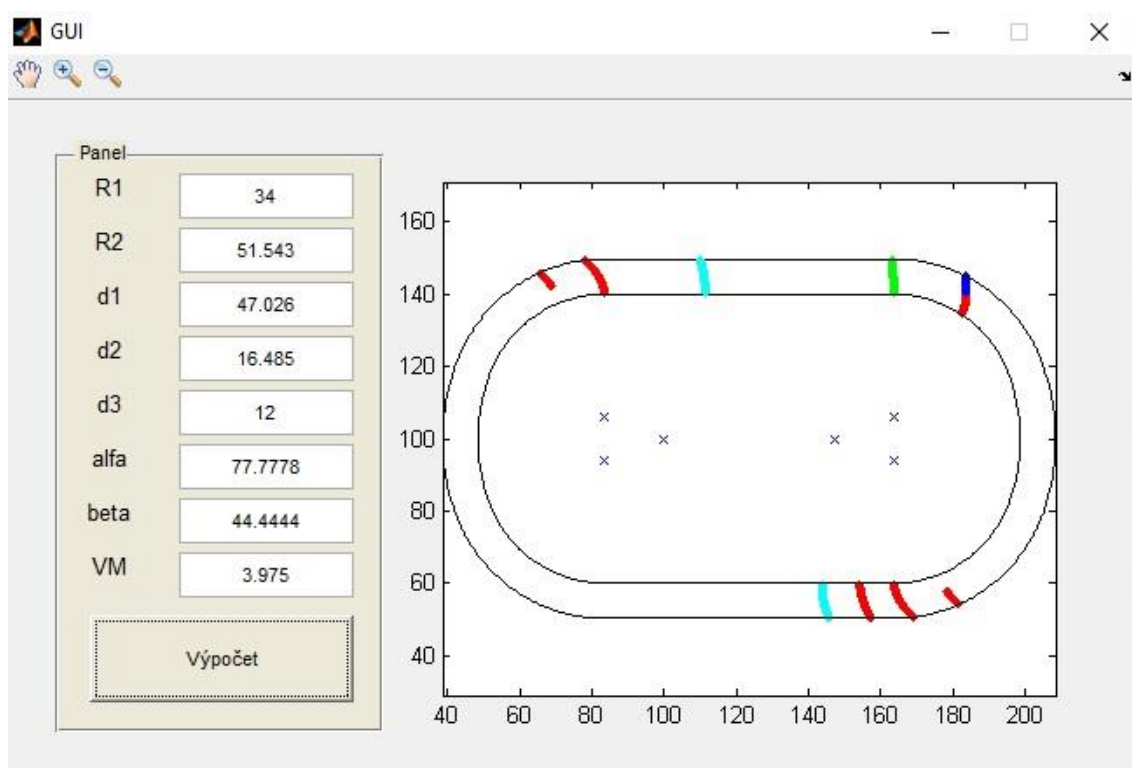 GUI
Panel
R1 34
R2 51.543
d1 47.026
d2 16.485
d3 12
alfa 77.7778
beta 44.4444
VM 3.975
Výpočet
160
140
120
100
80
60
40
40 60 80 100 120 140 160 180 200